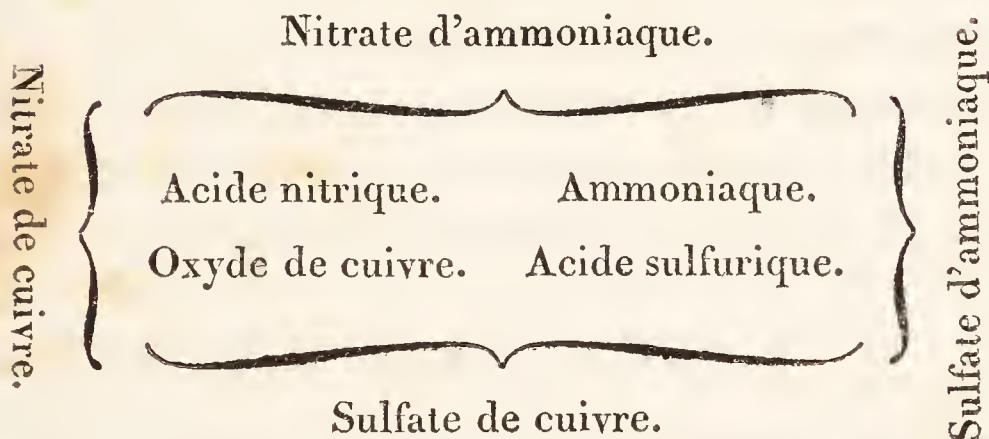 Nitrate d'ammoniaque.
Nitrate de cuivre.
Acide nitrique. Ammoniaque.
Oxyde de cuivre. Acide sulfurique.
Sulfate d'ammoniaque.
Sulfate de cuivre.